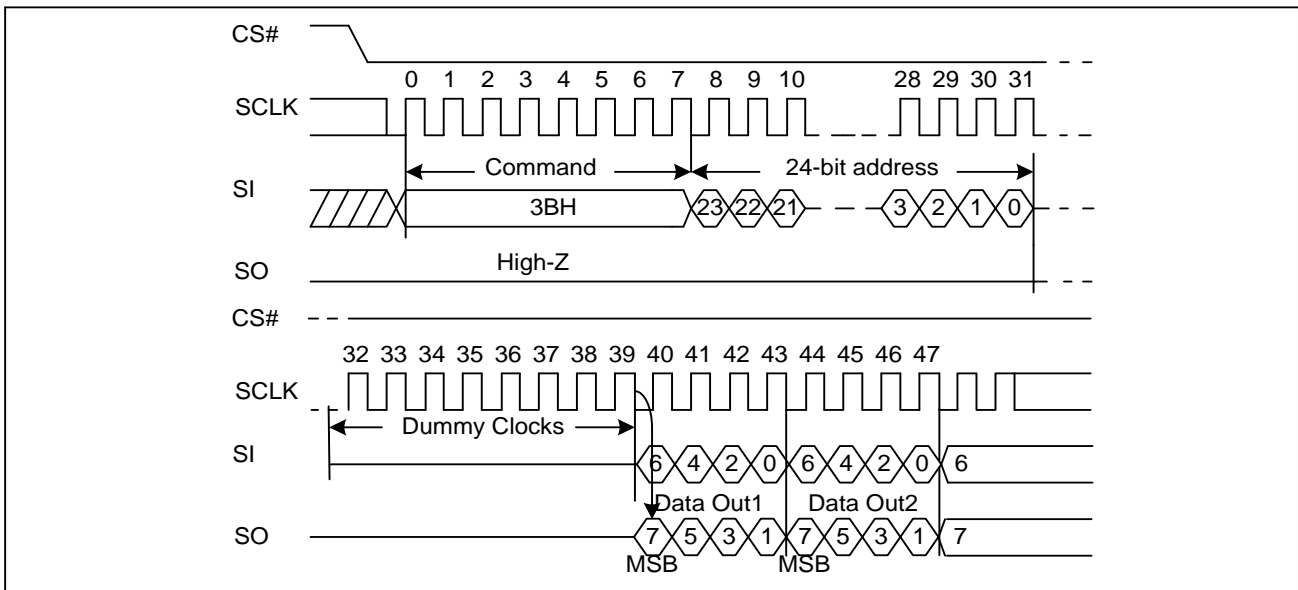 CS#
0 1 2 3 4 5 6 7 8 9 10 28 29 30 31
SCLK
Command 24-bit address
SI
3BH 23 22 21 3 2 1 0
High-Z
SO
CS#
32 33 34 35 36 37 38 39 40 41 42 43 44 45 46 47
SCLK
Dummy Clocks
SI 6 4 2 0 6 4 2 0 6
Data Out1 Data Out2
SO 7 5 3 1 7 5 3 1 7
MSB MSB